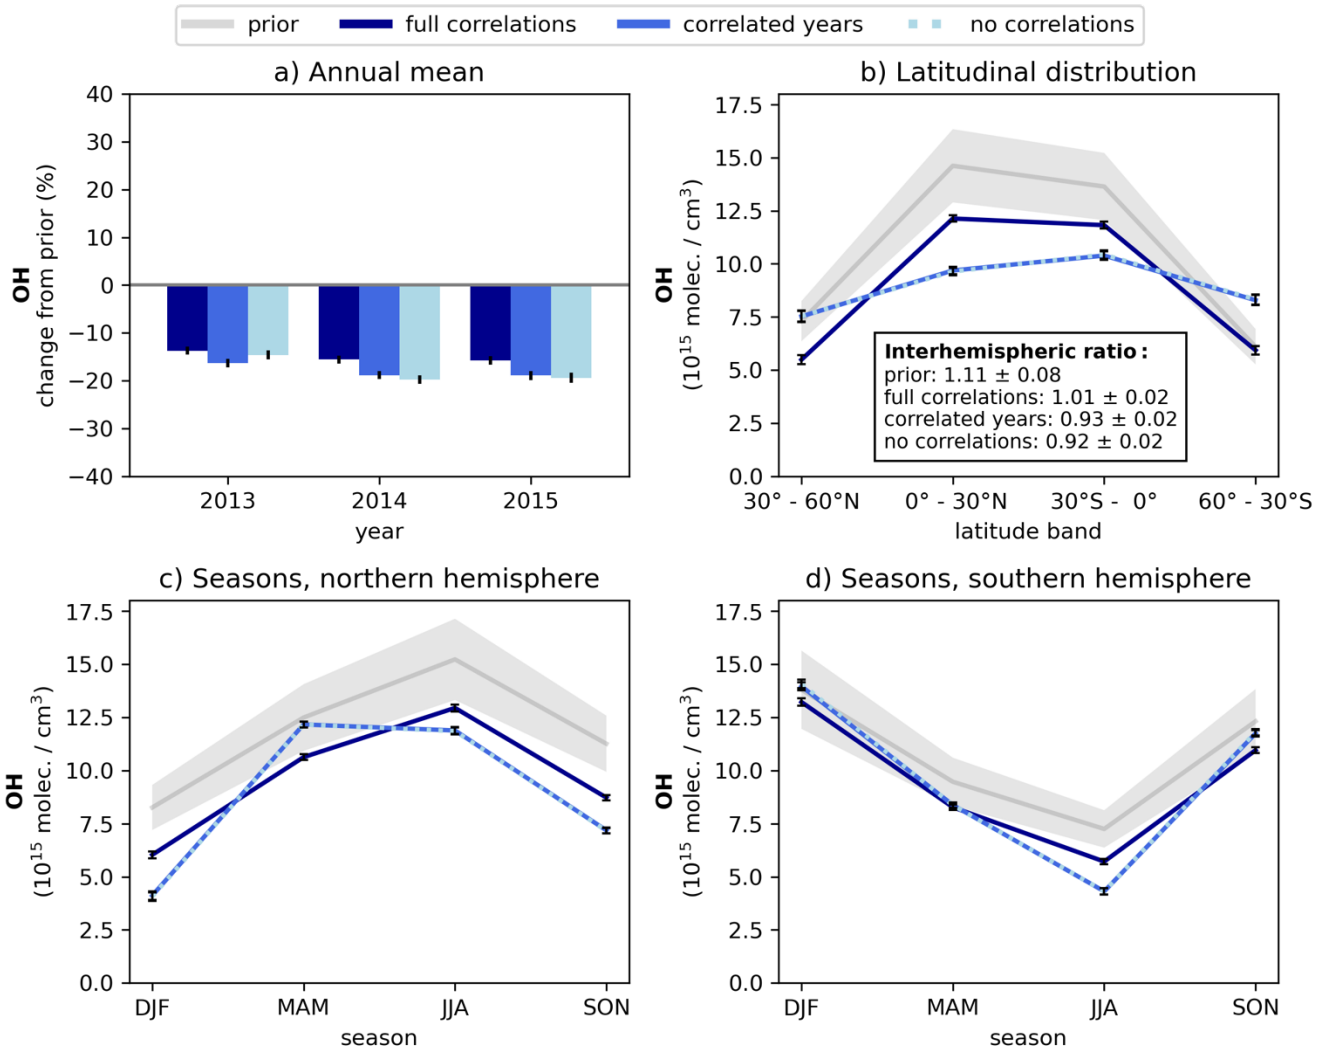 prior full correlations correlated years no correlations
a) Annual mean
40
30
20
10
0
−10
−20
−30
−40
OH
change from prior (%)
2013 2014 2015
year
b) Latitudinal distribution
17.5
15.0
12.5
10.0
7.5
5.0
2.5
0.0
OH
(10¹⁵ molec. / cm³)
Interhemispheric ratio:
prior: 1.11 ± 0.08
full correlations: 1.01 ± 0.02
correlated years: 0.93 ± 0.02
no correlations: 0.92 ± 0.02
30° - 60°N 0° - 30°N 30°S - 0° 60° - 30°S
latitude band
c) Seasons, northern hemisphere
17.5
15.0
12.5
10.0
7.5
5.0
2.5
0.0
OH
(10¹⁵ molec. / cm³)
DJF MAM JJA SON
season
d) Seasons, southern hemisphere
17.5
15.0
12.5
10.0
7.5
5.0
2.5
0.0
OH
(10¹⁵ molec. / cm³)
DJF MAM JJA SON
season